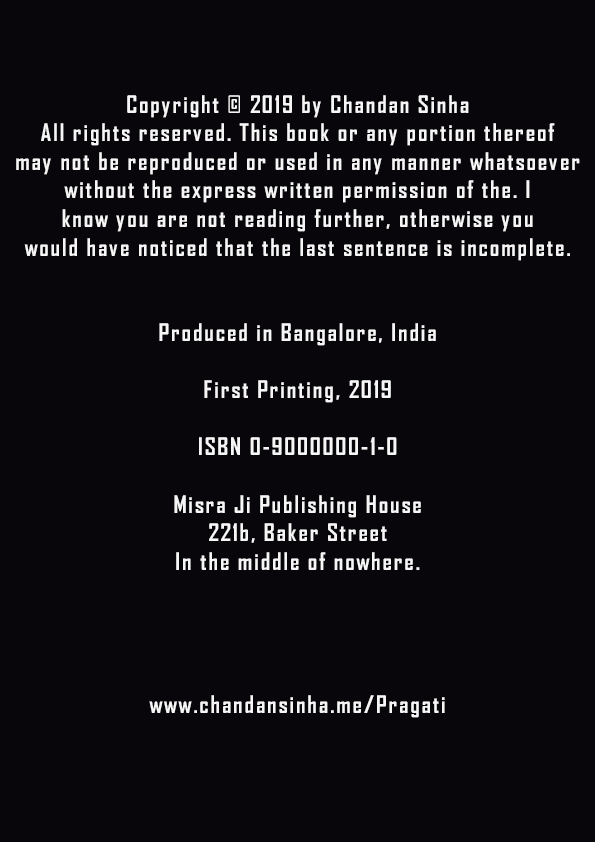 Copyright © 2019 by Chandan Sinha
All rights reserved. This book or any portion thereof
may not be reproduced or used in any manner whatsoever
without the express written permission of the. I
know you are not reading further, otherwise you
would have noticed that the last sentence is incomplete.
Produced in Bangalore, India
First Printing, 2019
ISBN 0-9000000-1-0
Misra Ji Publishing House
221b, Baker Street
In the middle of nowhere.
www.chandansinha.me/Pragati